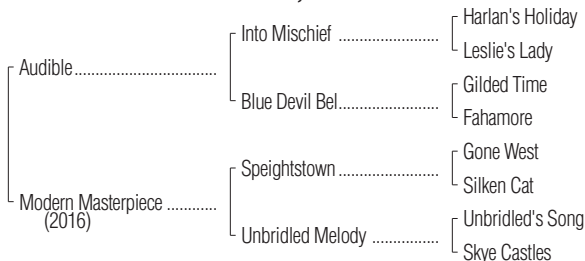 Harlan's Holiday
Into Mischief ........................
Leslie's Lady
Audible ..................................
Gilded Time
Blue Devil Bel........................
Fahamore
Gone West
Speightstown ........................
Silken Cat
Modern Masterpiece ............
(2016)
Unbridled's Song
Unbridled Melody ................
Skye Castles